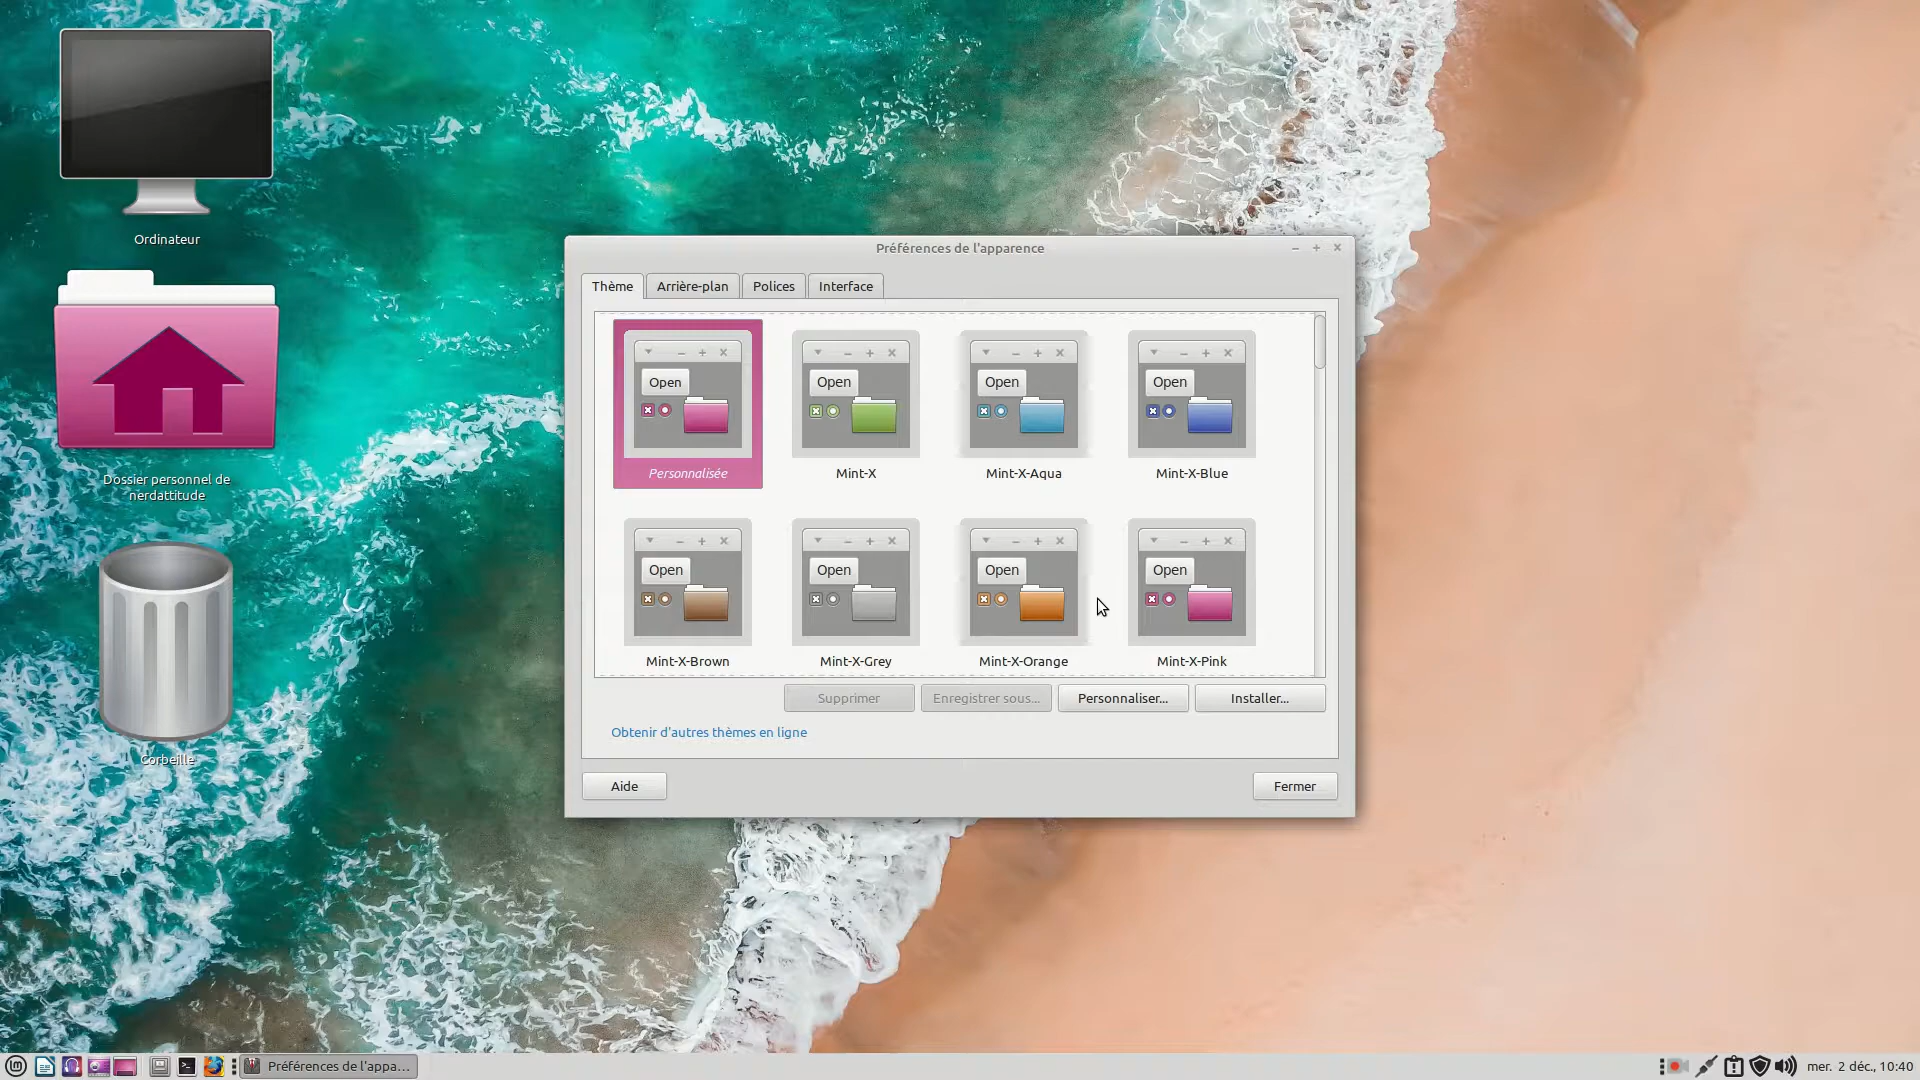 Ordinateur
Dossier personnel de
nerdattitude
Corbeille
Préférences de l'apparence
Thème
Arrière-plan
Polices
Interface
Open
Open
Open
Open
Personnalisée
Mint-X
Mint-X-Aqua
Mint-X-Blue
Open
Open
Open
Open
Mint-X-Brown
Mint-X-Grey
Mint-X-Orange
Mint-X-Pink
Supprimer
Enregistrer sous...
Personnaliser...
Installer...
Obtenir d'autres thèmes en ligne
Aide
Fermer
Préférences de l'appa...
mer. 2 déc., 10:40